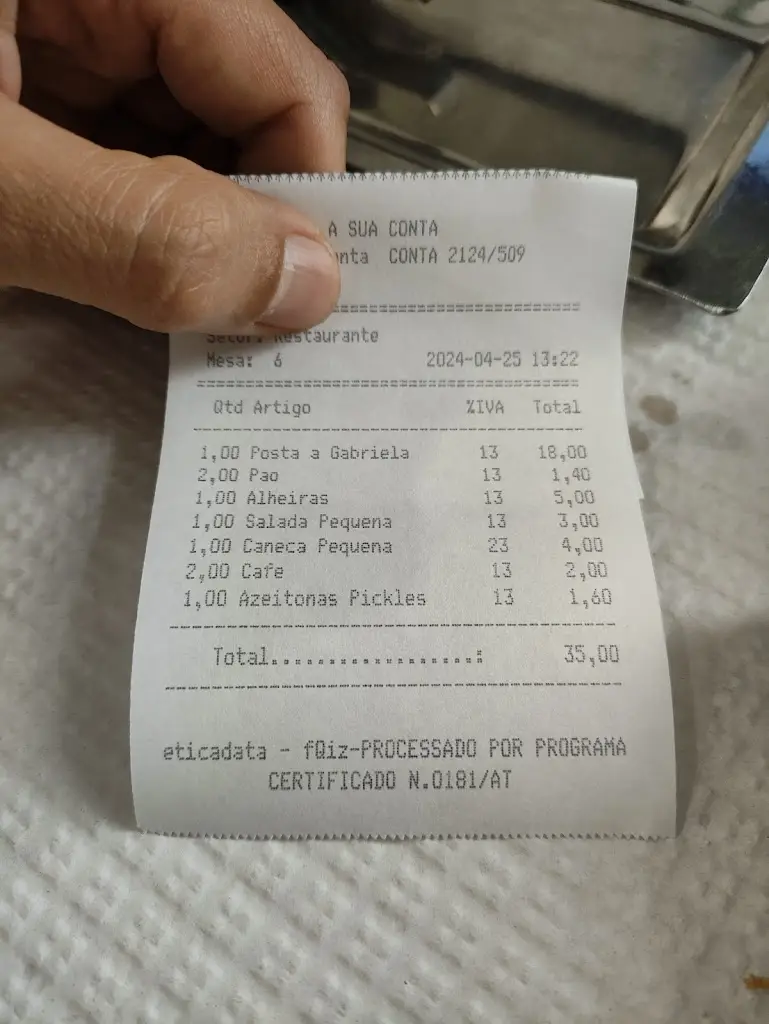 A SUA CONTA
CONTA 2124/509
Setor: Restaurante
Mesa: 6 2024-04-25 13:22
Qtd Artigo %IVA Total
1,00 Posta a Gabriela 13 18,00
2,00 Pao 13 1,40
1,00 Alheiras 13 5,00
1,00 Salada Pequena 13 3,00
1,00 Caneca Pequena 23 4,00
2,00 Cafe 13 2,00
1,00 Azeitonas Pickles 13 1,60
Total...................: 35,00
eticadata - fQiz-PROCESSADO POR PROGRAMA
CERTIFICADO N.0181/AT